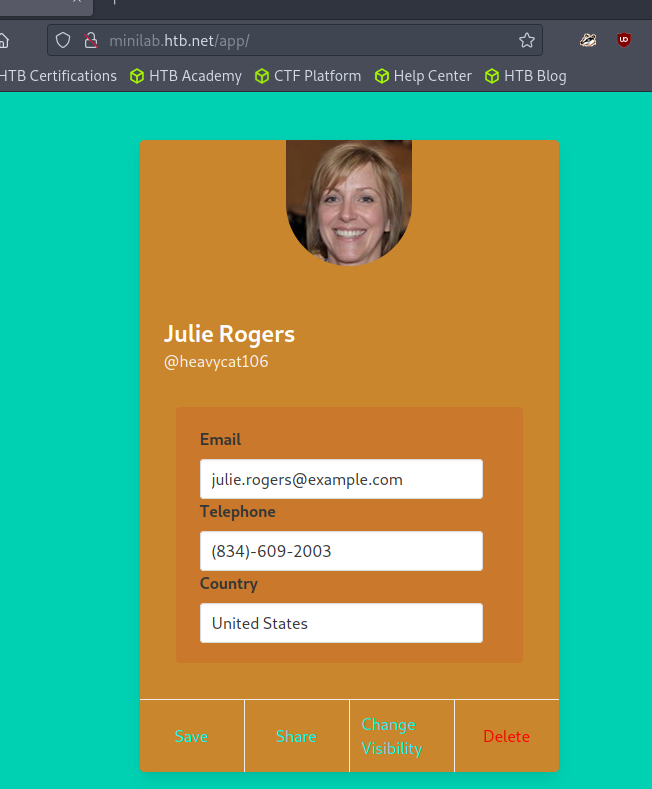 minilab.htb.net/app/
HTB Certifications HTB Academy CTF Platform Help Center HTB Blog
Julie Rogers
@heavycat106
Email
julie.rogers@example.com
Telephone
(834)-609-2003
Country
United States
Save Share Change Delete
Visibility